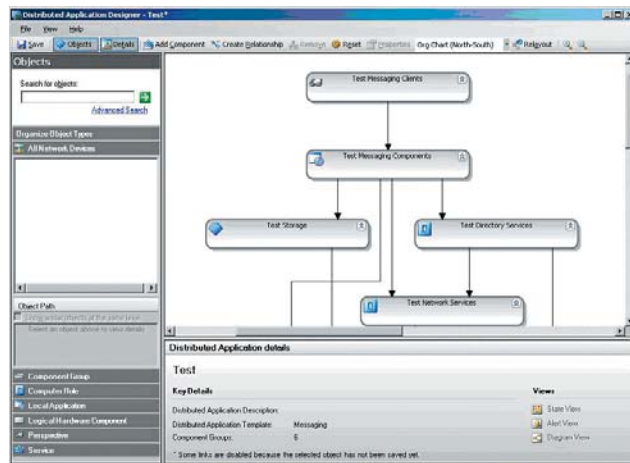 Distributed Application Designer - Test*
File View Help
Save Objects Details Add Component Create Relationship Remove Reset Properties Org Chart (North-South) Relayout
Objects
Search for objects:
Advanced Search
Organize Object Types
All Network Devices
Object Path
Select an object above to view details
Component Group
Computer Role
Local Application
Logical Hardware Component
Perspective
Service
Test Messaging Clients
Test Messaging Components
Test Storage
Test Directory Services
Test Network Services
Distributed Application details
Test
Key Details
Views
Distributed Application Description:
State View
Distributed Application Template: Messaging
Alert View
Component Groups: 6
Diagram View
* Some links are disabled because the selected object has not been saved yet.